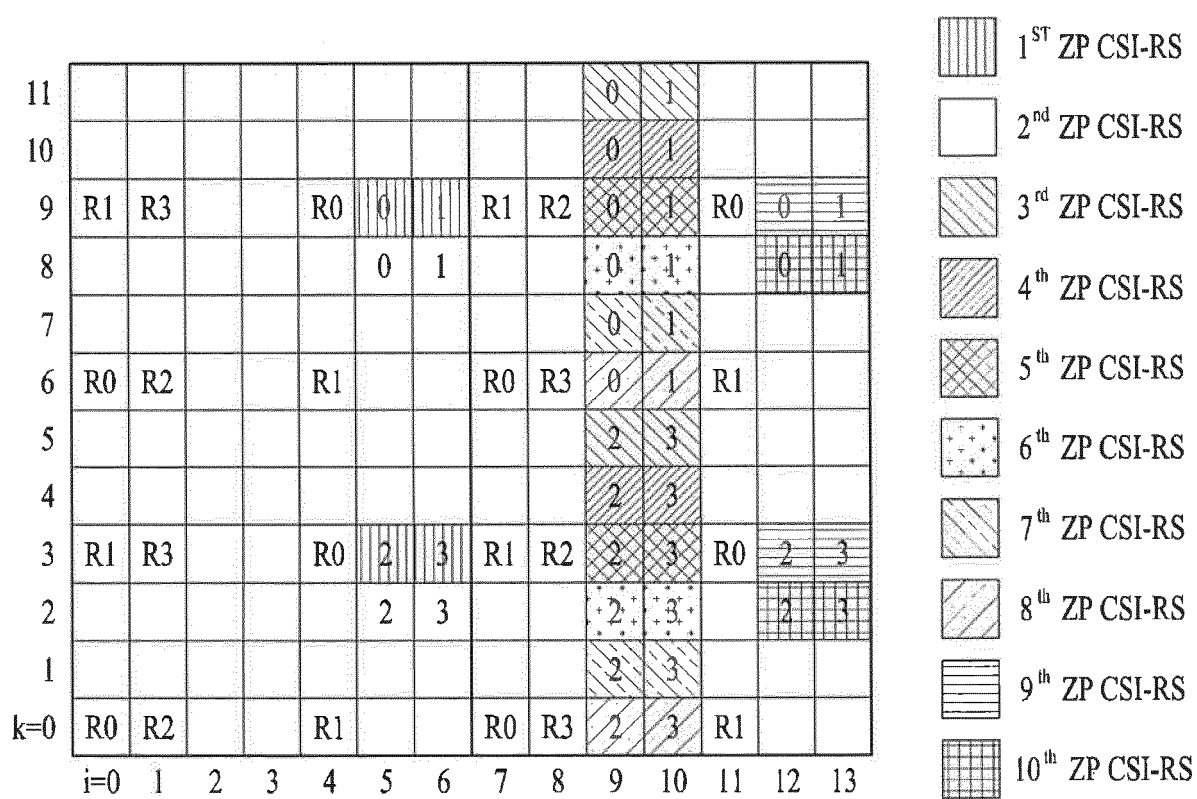 11 0 1
10 0 1
9 R1 R3 R0 0 1 R1 R2 0 1 R0 0 1
8 0 1 0 1 0 1
7 0 1
6 R0 R2 R1 R0 R3 0 1 R1
5 2 3
4 2 3
3 R1 R3 R0 2 3 R1 R2 2 3 R0 2 3
2 2 3 2 3 2 3
1 2 3
k=0 R0 R2 R1 R0 R3 2 3 R1
i=0 1 2 3 4 5 6 7 8 9 10 11 12 13
1ST ZP CSI-RS
2nd ZP CSI-RS
3rd ZP CSI-RS
4th ZP CSI-RS
5th ZP CSI-RS
6th ZP CSI-RS
7th ZP CSI-RS
8th ZP CSI-RS
9th ZP CSI-RS
10th ZP CSI-RS